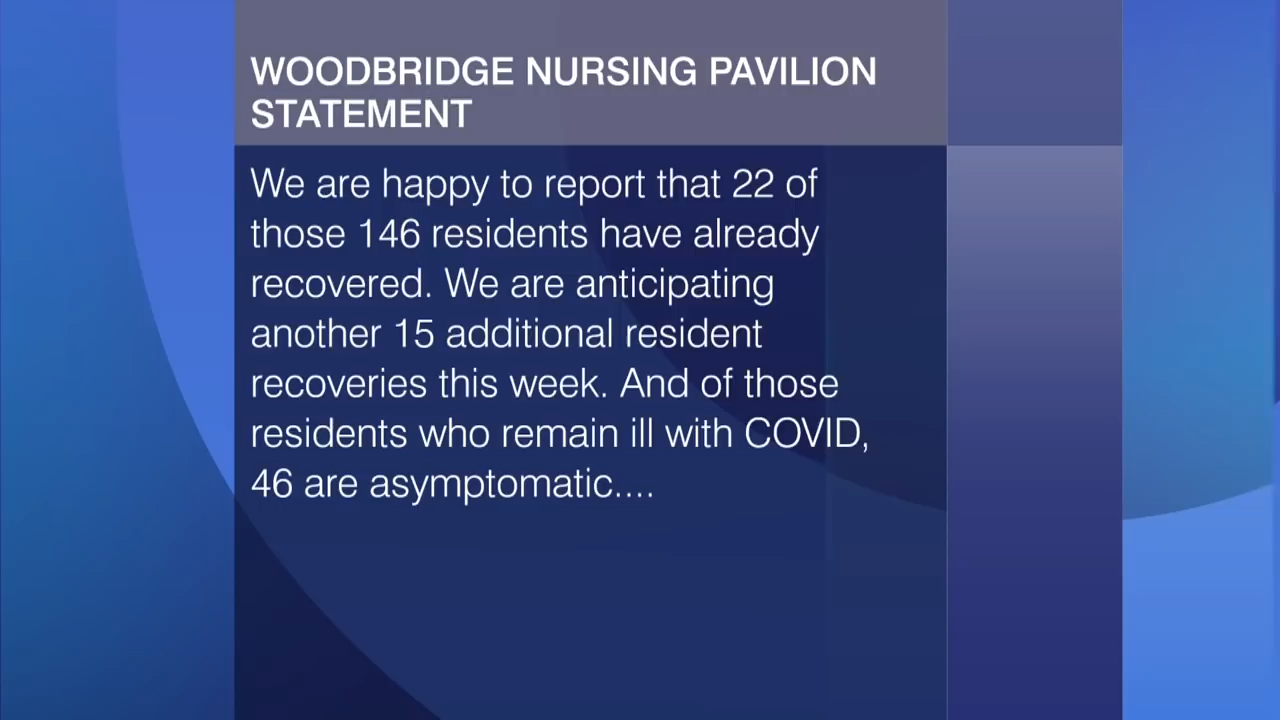 WOODBRIDGE NURSING PAVILION
STATEMENT
We are happy to report that 22 of
those 146 residents have already
recovered. We are anticipating
another 15 additional resident
recoveries this week. And of those
residents who remain ill with COVID,
46 are asymptomatic....